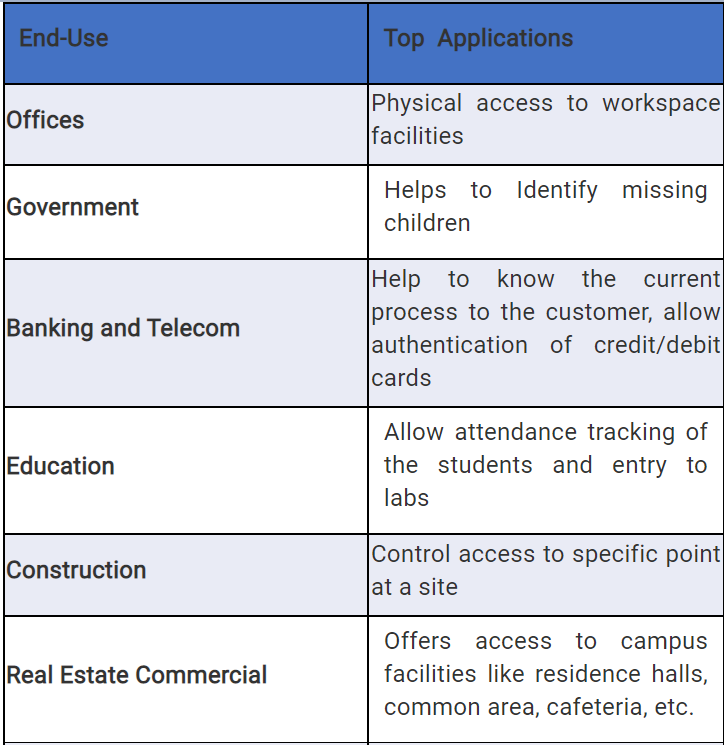 End-Use
Top Applications
Offices
Physical access to workspace
facilities
Government
Helps to Identify missing
children
Banking and Telecom
Help to know the current
process to the customer, allow
authentication of credit/debit
cards
Education
Allow attendance tracking of
the students and entry to
labs
Construction
Control access to specific point
at a site
Real Estate Commercial
Offers access to campus
facilities like residence halls,
common area, cafeteria, etc.